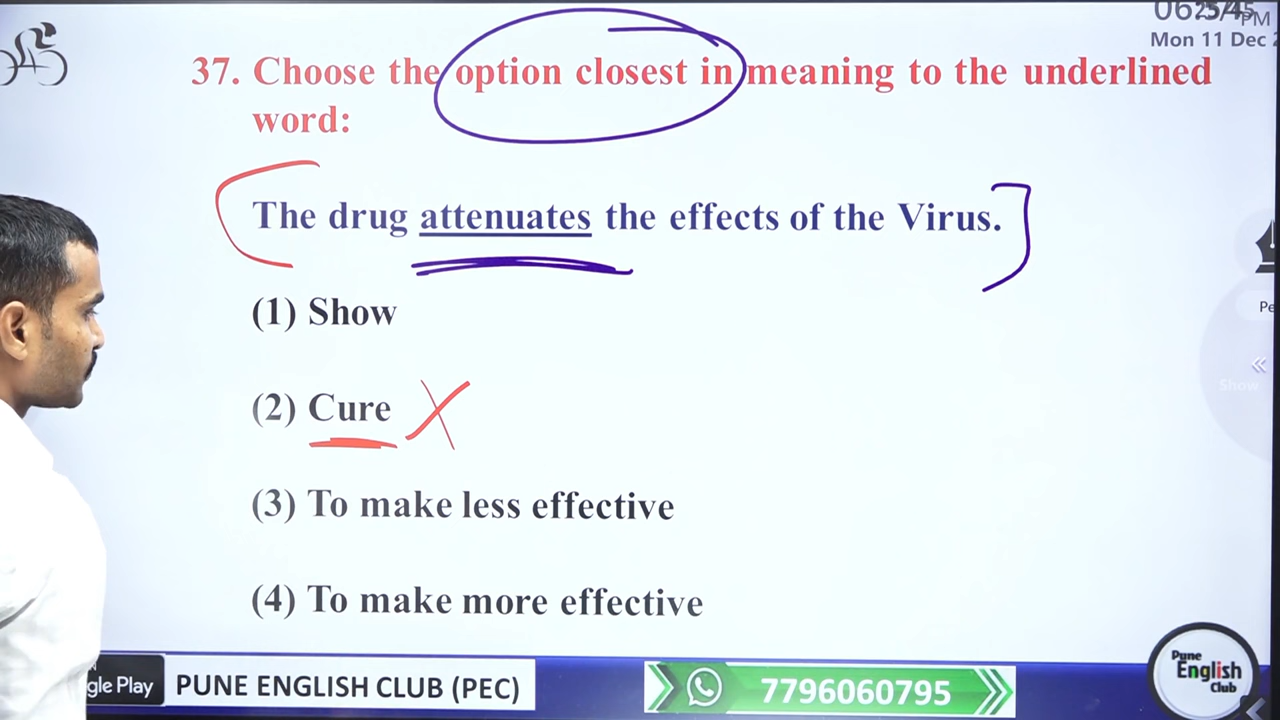 PM
Mon 11 Dec
37. Choose the option closest in meaning to the underlined
word:
The drug attenuates the effects of the Virus.
(1) Show
(2) Cure
(3) To make less effective
(4) To make more effective
Show
gle Play
PUNE ENGLISH CLUB (PEC)
7796060795
Pune
English
Club